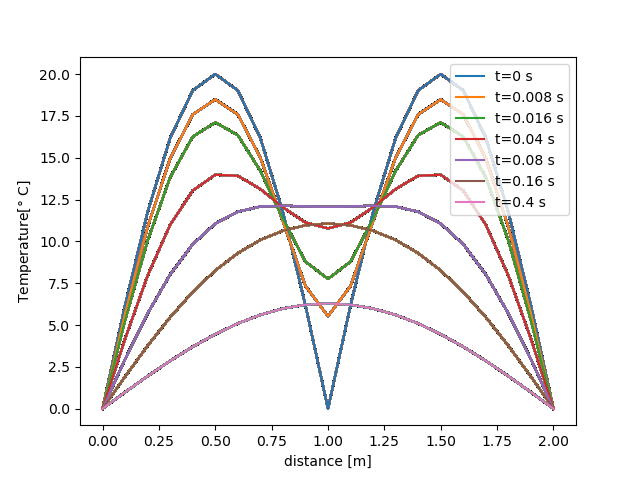 20.0
17.5
15.0
12.5
10.0
7.5
5.0
2.5
0.0
Temperature[° C]
0.00 0.25 0.50 0.75 1.00 1.25 1.50 1.75 2.00
distance [m]
t=0 s
t=0.008 s
t=0.016 s
t=0.04 s
t=0.08 s
t=0.16 s
t=0.4 s